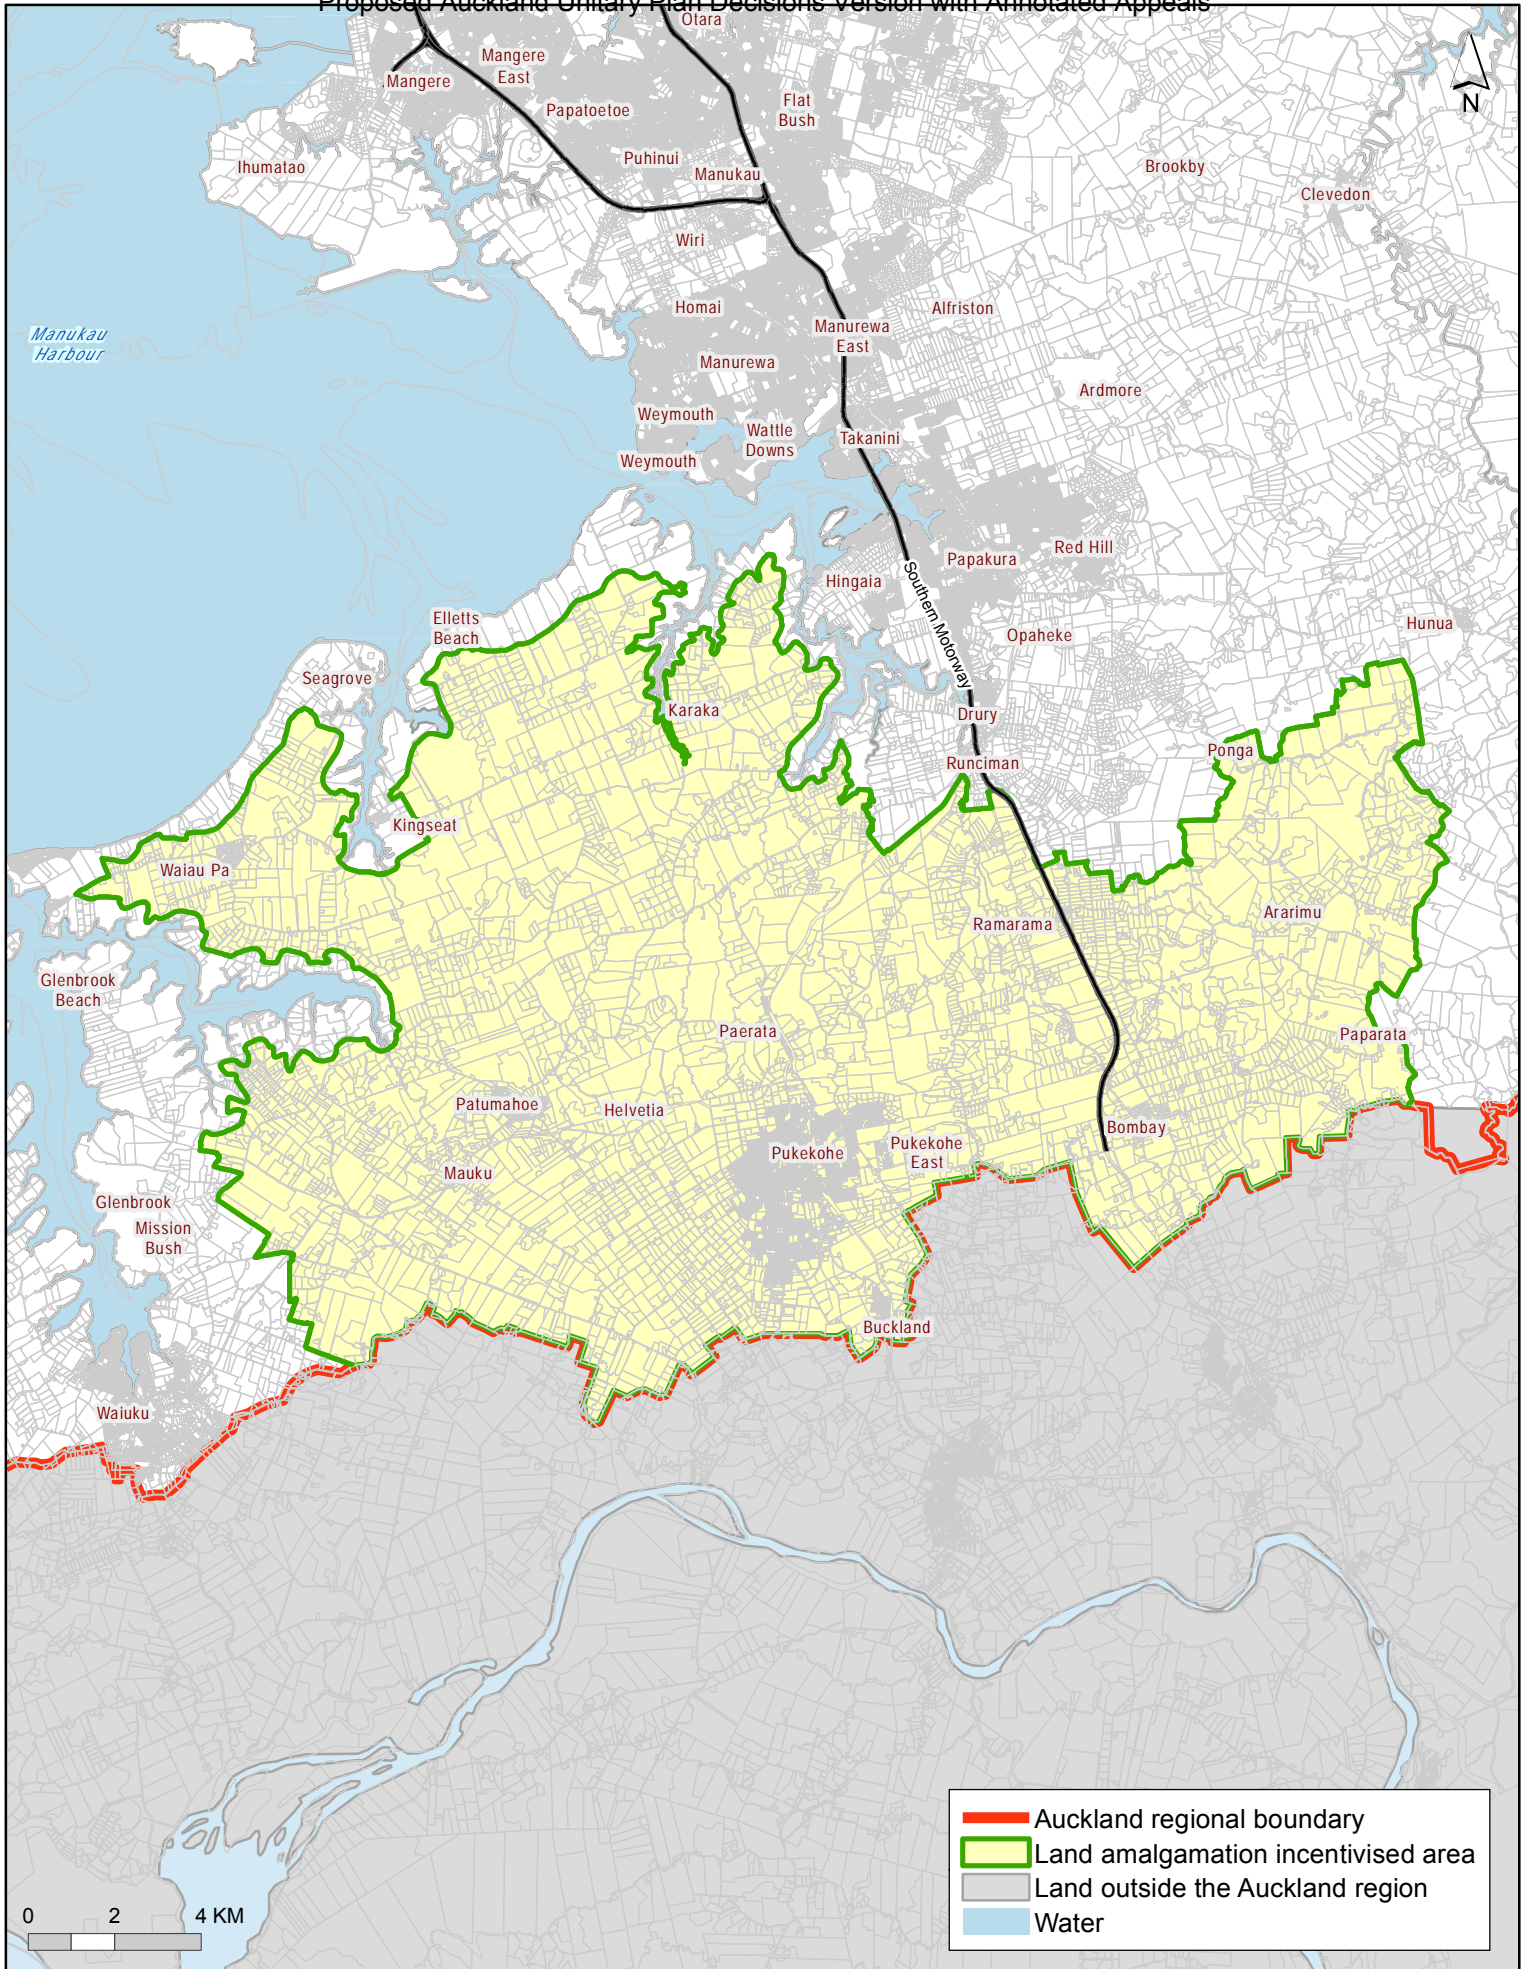 Proposed Auckland Unitary Plan Decisions Version with Annotated Appeals
Otara
Mangere
East
Mangere
Papatoetoe
Flat
Bush
N
Ihumatao
Puhinui
Manukau
Brookby
Clevedon
Wiri
Homai
Alfriston
Manukau
Harbour
Manurewa
East
Manurewa
Ardmore
Weymouth
Wattle
Downs
Takanini
Weymouth
Red Hill
Papakura
Hingaia
Southern Motorway
Elletts
Beach
Opaheke
Hunua
Seagrove
Karaka
Drury
Ponga
Runciman
Kingseat
Waiau Pa
Ararimu
Ramarama
Glenbrook
Beach
Paerata
Paparata
Patumahoe
Helvetia
Bombay
Pukekohe
Pukekohe
East
Mauku
Glenbrook
Mission
Bush
Buckland
Waiuku
Auckland regional boundary
Land amalgamation incentivised area
Land outside the Auckland region
Water
0 2 4 KM